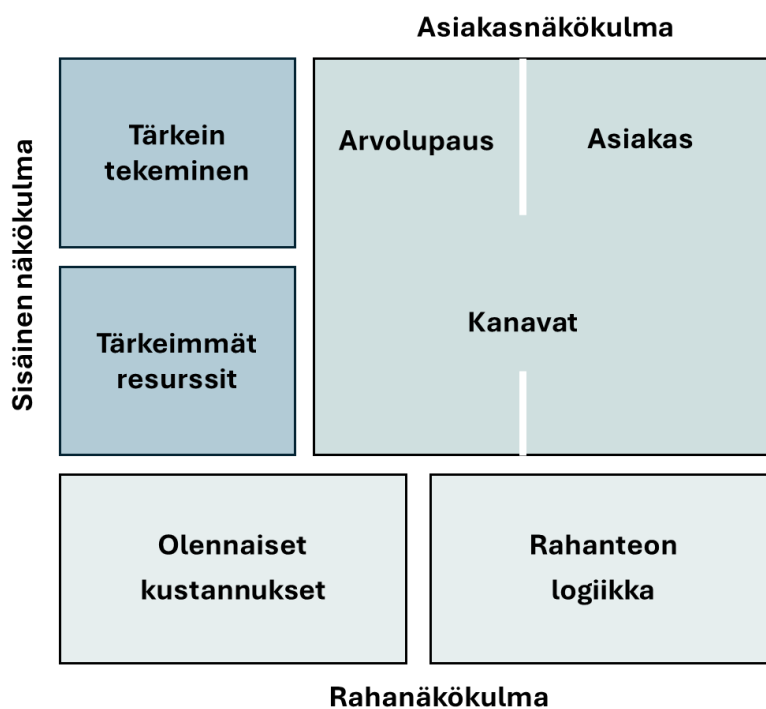 Asiakasnäkökulma
Sisäinen näkökulma
Tärkein
tekeminen
Arvolupaus
Asiakas
Tärkeimmät
resurssit
Kanavat
Olennaiset
kustannukset
Rahanteon
logiikka
Rahanäkökulma